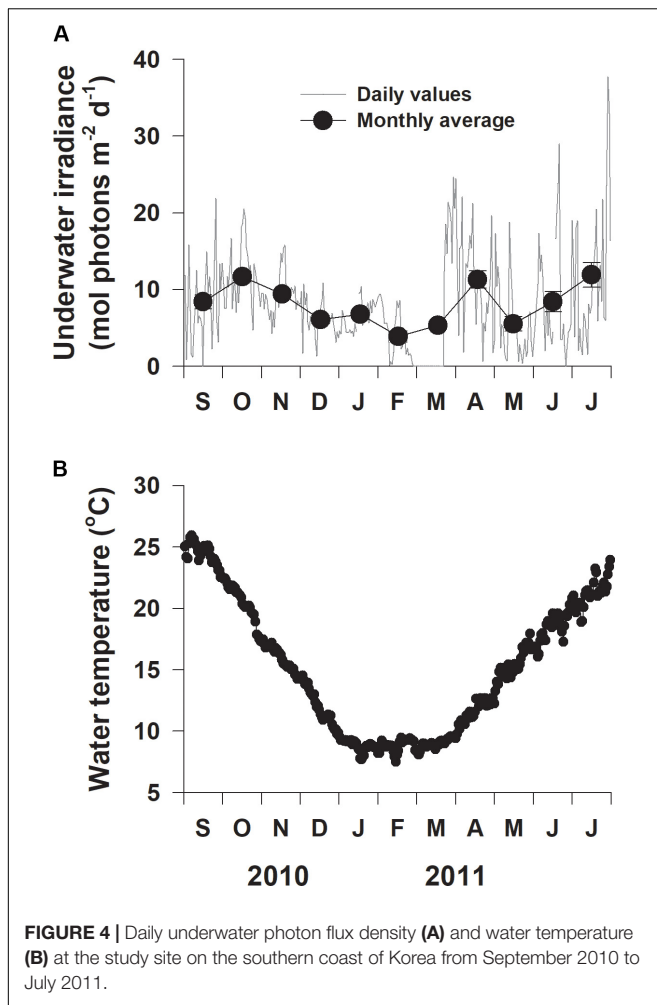 A
Underwater irradiance
(mol photons m⁻² d⁻¹)
50
40
30
20
10
0
Daily values
Monthly average
S O N D J F M A M J J
B
Water temperature (°C)
30
25
20
15
10
5
S O N D J F M A M J J
2010 2011
FIGURE 4 | Daily underwater photon flux density (A) and water temperature
(B) at the study site on the southern coast of Korea from September 2010 to
July 2011.